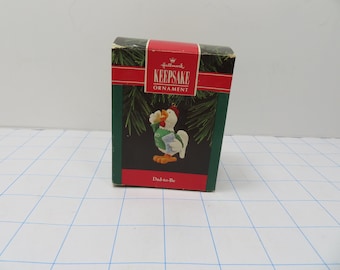 Hallmark
KEEPSAKE
ORNAMENT
Dad-to-Be